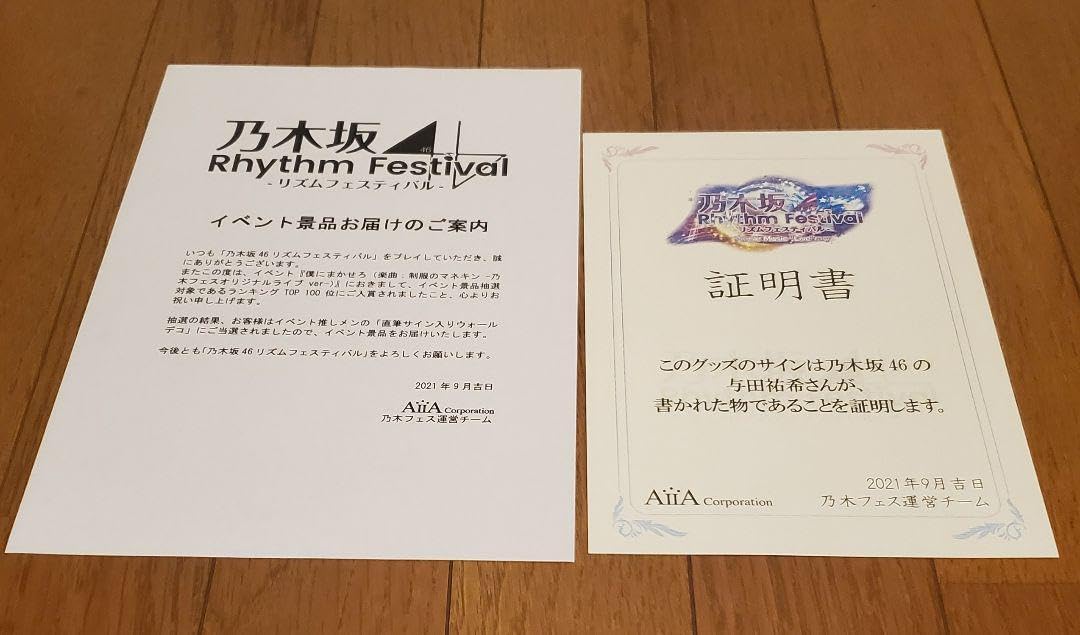 乃木坂46
Rhythm Festival
- リズムフェスティバル -
イベント景品お届けのご案内
いつも「乃木坂46リズムフェスティバル」をプレイしていただき、誠
にありがとうございます。
またこの度は、イベント『僕にまかせろ（楽曲：制服のマネキン -乃
木フェスオリジナルライブ ver-)』におきまして、イベント景品抽選
対象であるランキング TOP 100 位にご入賞されましたこと、心よりお
祝い申し上げます。
抽選の結果、お客様はイベント推しメンの「直筆サイン入りウォール
デコ」にご当選されましたので、イベント景品をお届けいたします。
今後とも「乃木坂46リズムフェスティバル」をよろしくお願いします。
2021年9月吉日
AiiA Corporation
乃木フェス運営チーム
乃木坂46
Rhythm Festival
- リズムフェスティバル -
証明書
このグッズのサインは乃木坂46の
与田祐希さんが、
書かれた物であることを証明します。
2021年9月吉日
AiiA Corporation
乃木フェス運営チーム